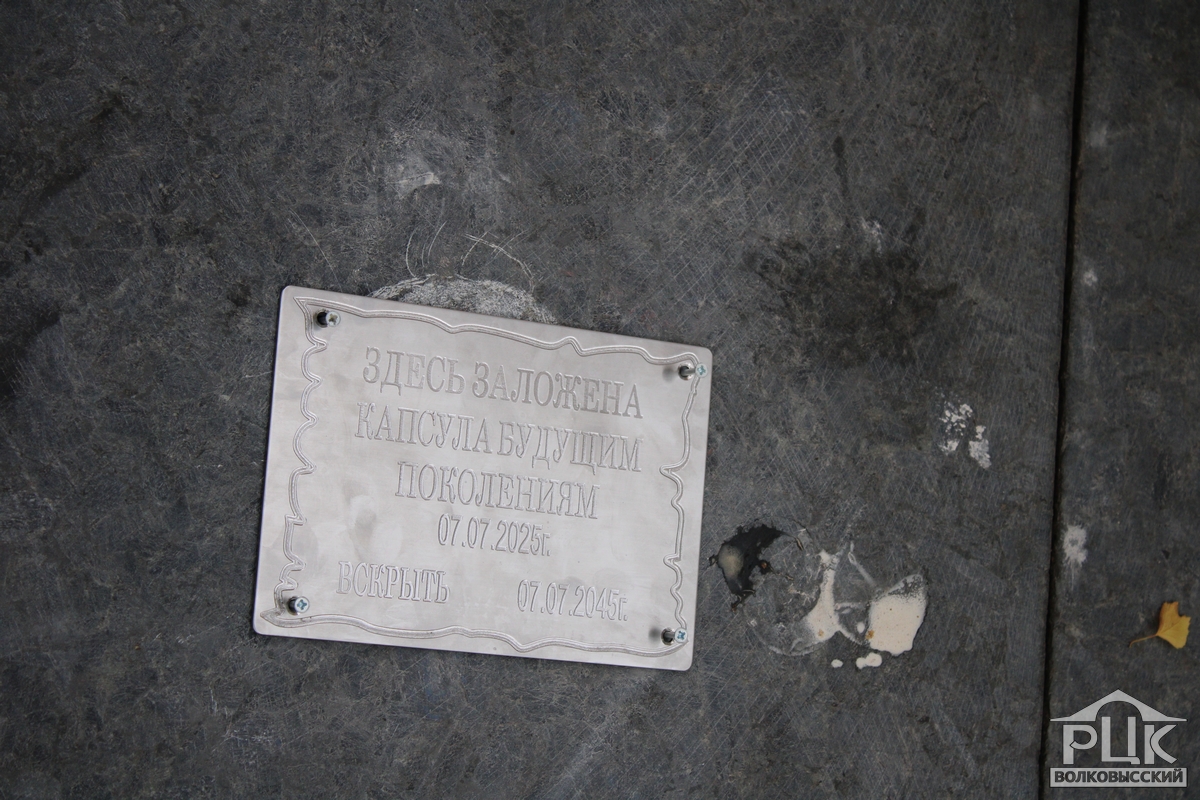 ЗДЕСЬ ЗАЛОЖЕНА
КАПСУЛА БУДУЩИМ
ПОКОЛЕНИЯМ
07.07.2025г.
ВСКРЫТЬ 07.07.2045г.
РЦК
ВОЛКОВЫССКИЙ